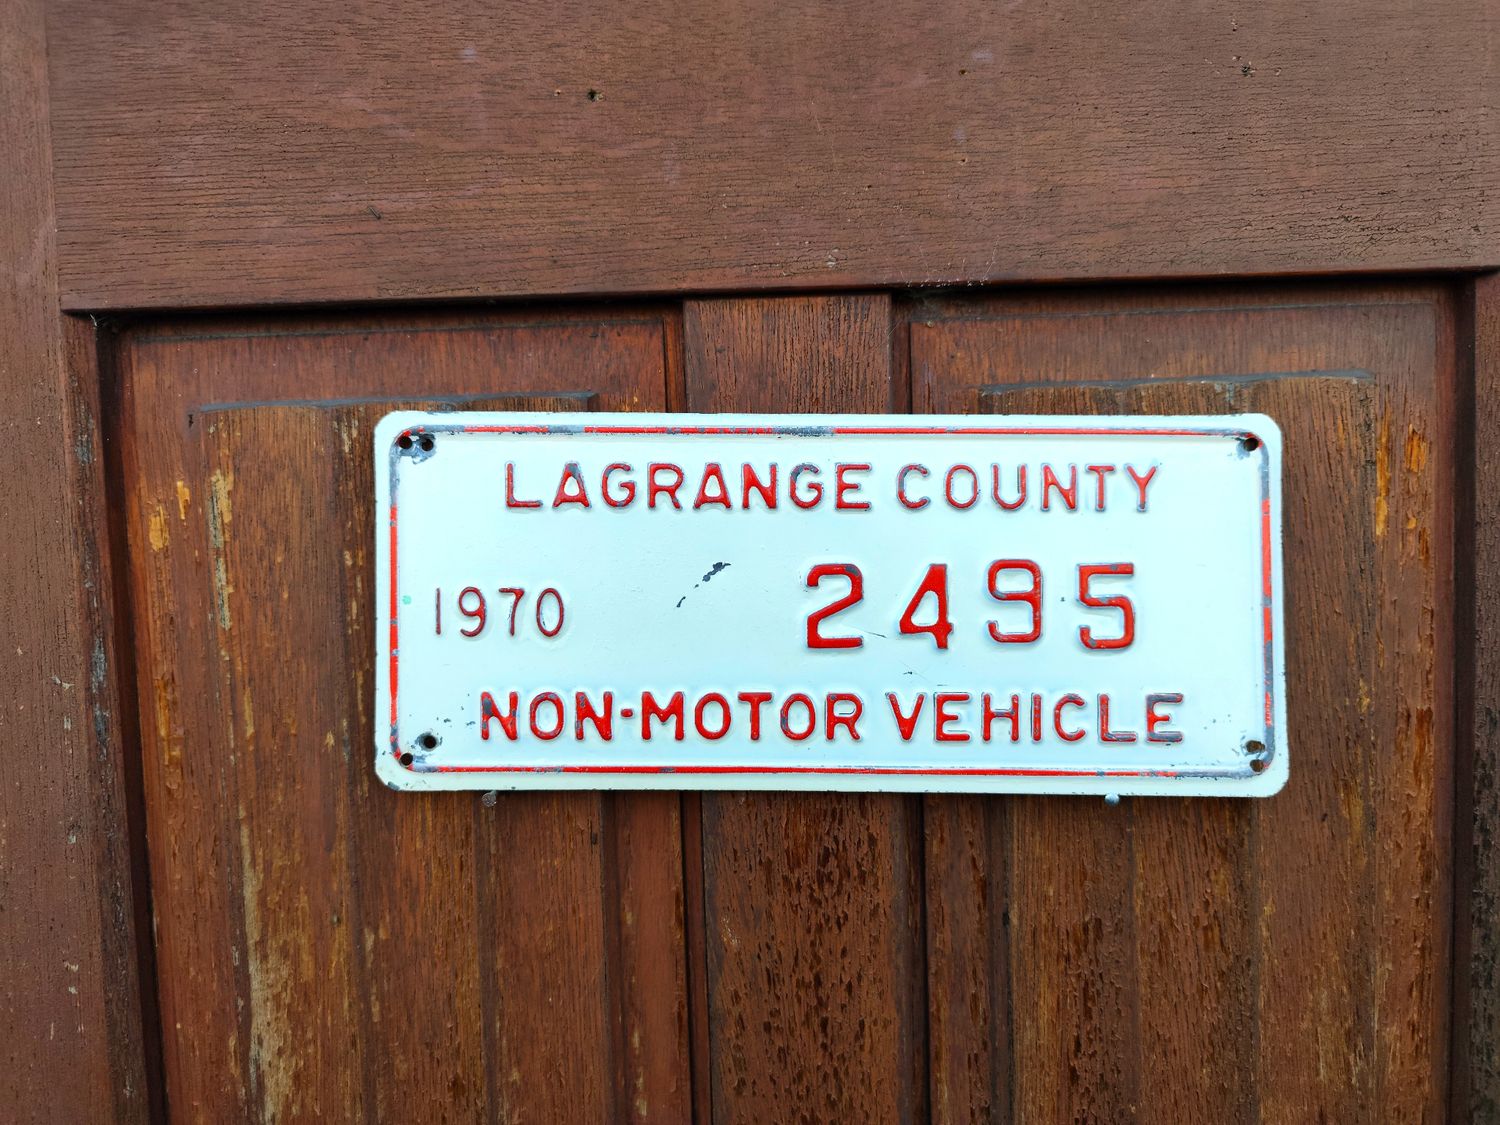 LAGRANGE COUNTY
1970 2495
NON-MOTOR VEHICLE